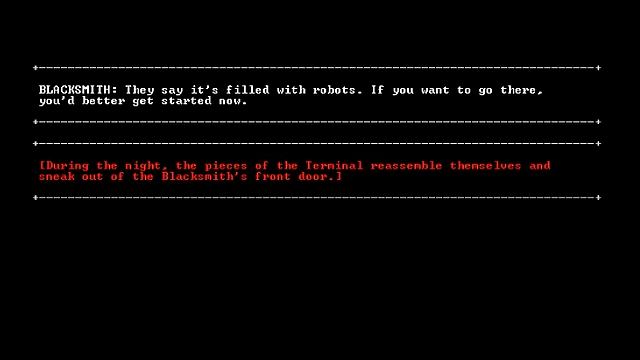 BLACKSMITH: They say it's filled with robots. If you want to go there,
you'd better get started now.
[During the night, the pieces of the Terminal reassemble themselves and
sneak out of the Blacksmith's front door.]